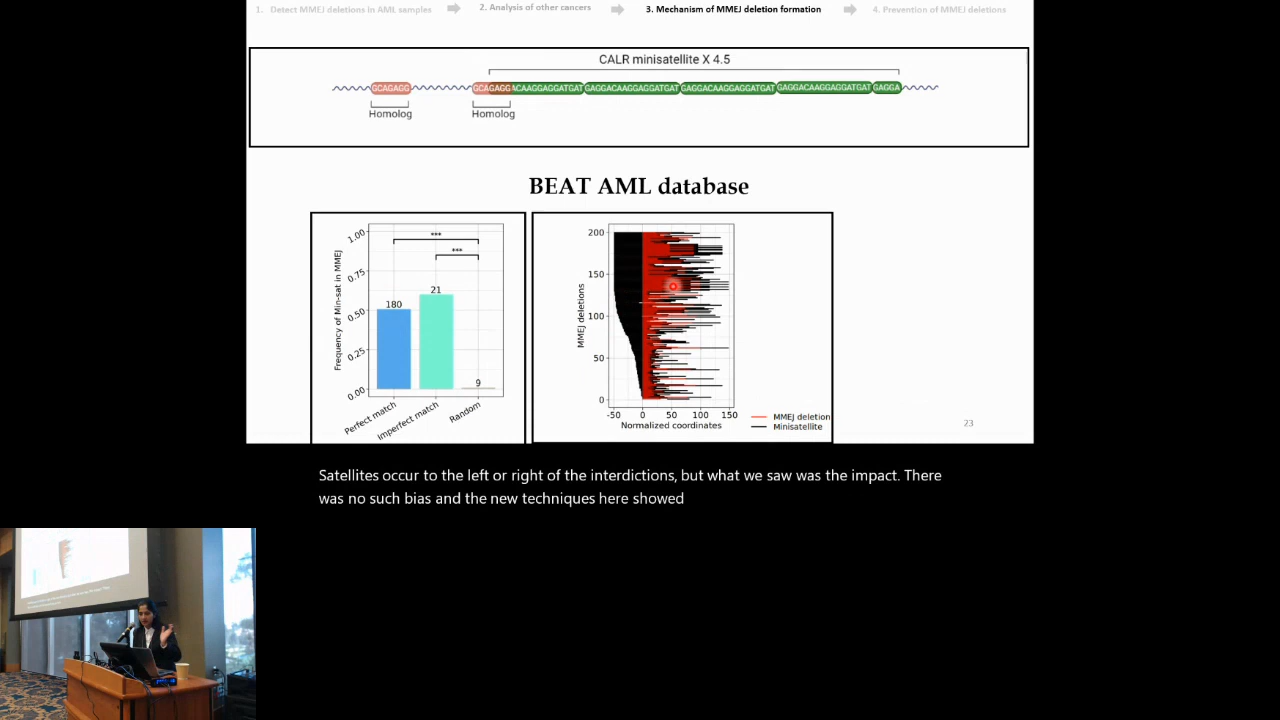 1. Detect MMEJ deletions in AML samples
2. Analysis of other cancers
3. Mechanism of MMEJ deletion formation
4. Prevention of MMEJ deletions
CALR minisatellite X 4.5
GCAGAGG
GCAGAGGACAAGGAGGATGAT GAGGACAAGGAGGATGAT GAGGACAAGGAGGATGAT GAGGACAAGGAGGATGAT GAGGA
Homolog
Homolog
BEAT AML database
Frequency of Min-sat in MMEJ
1.00
0.75
0.50
0.25
0.00
***
***
180
21
9
Perfect match
Imperfect match
Random
MMEJ deletions
200
150
100
50
0
-50 0 50 100 150
Normalized coordinates
MMEJ deletion
Minisatellite
23
Satellites occur to the left or right of the interdictions, but what we saw was the impact. There
was no such bias and the new techniques here showed